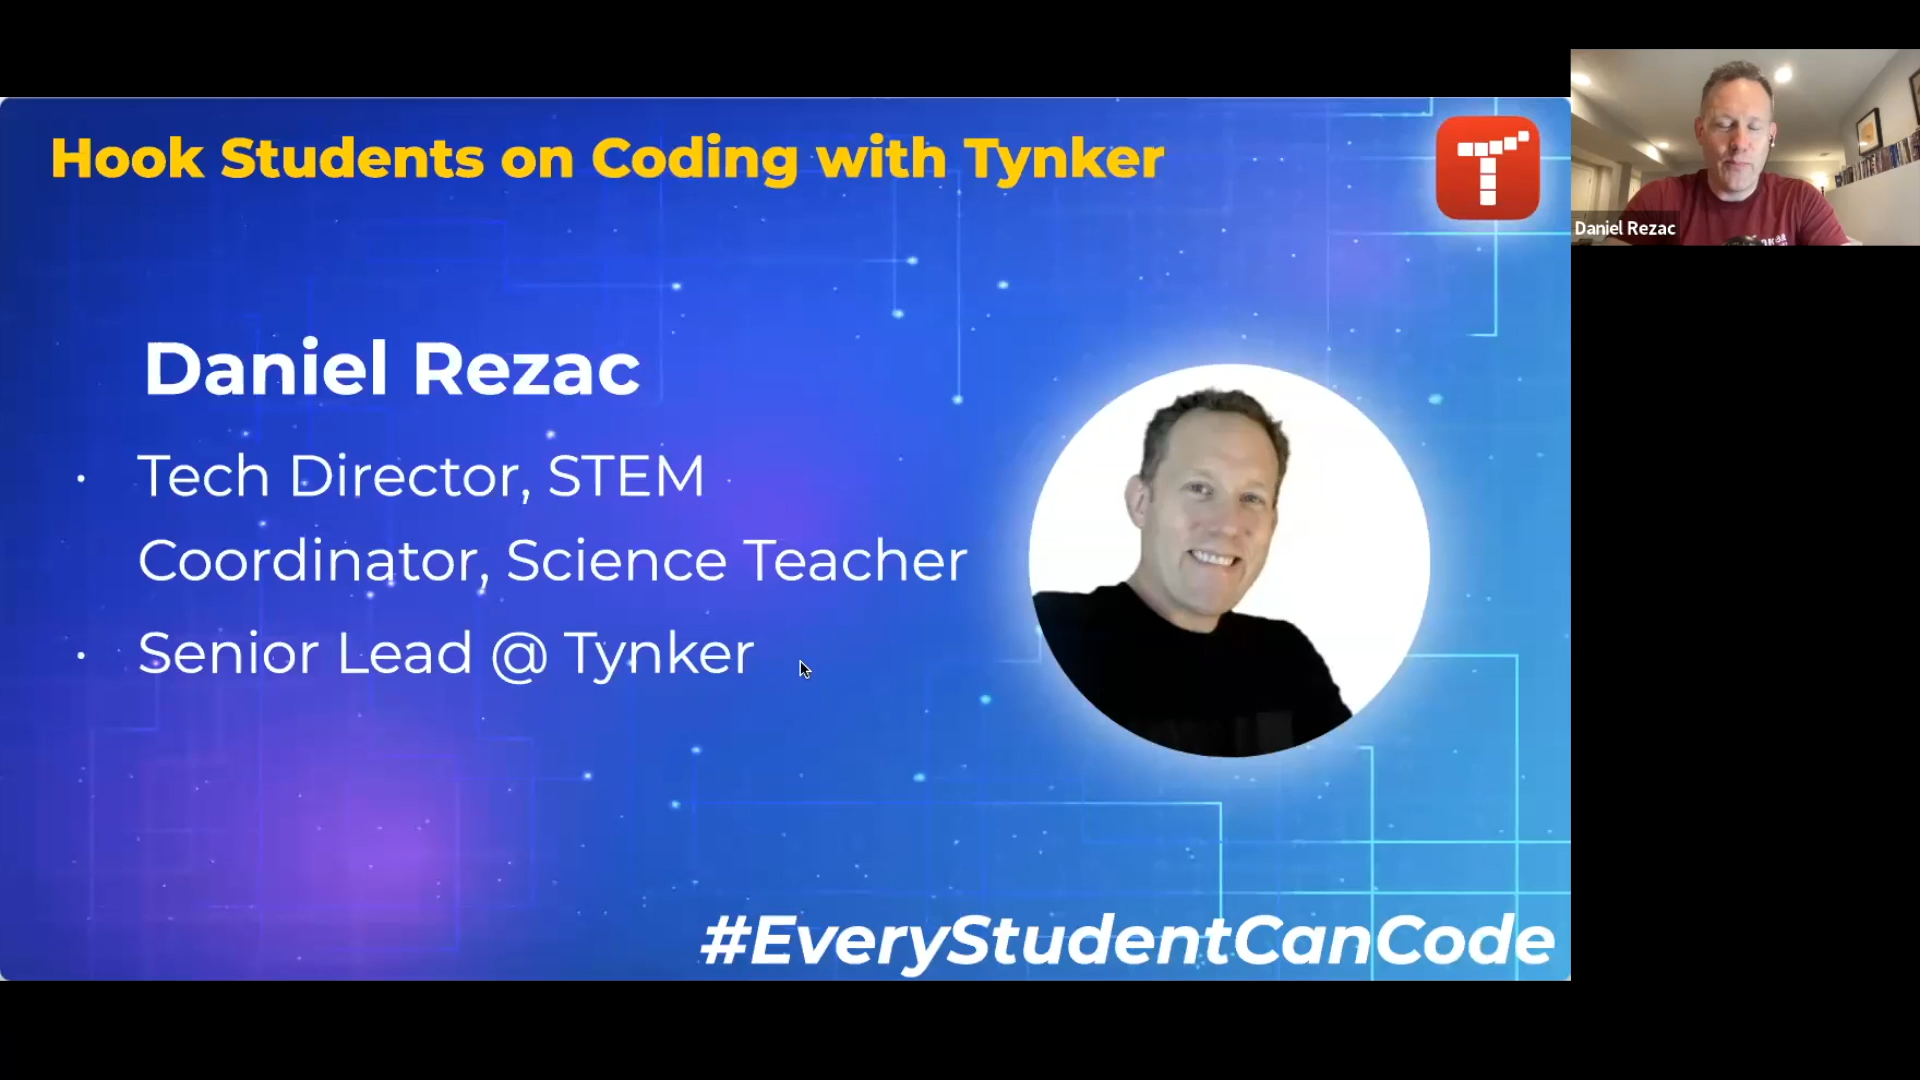 Hook Students on Coding with Tynker
Daniel Rezac
Daniel Rezac
· Tech Director, STEM
Coordinator, Science Teacher
· Senior Lead @ Tynker
#EveryStudentCanCode